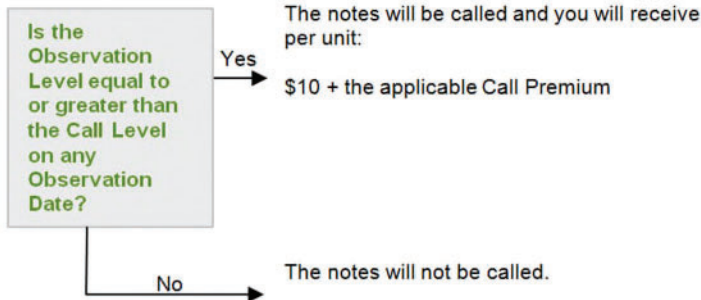 Is the
Observation
Level equal to
or greater than
the Call Level
on any
Observation
Date?
Yes
The notes will be called and you will receive
per unit:
$10 + the applicable Call Premium
No
The notes will not be called.